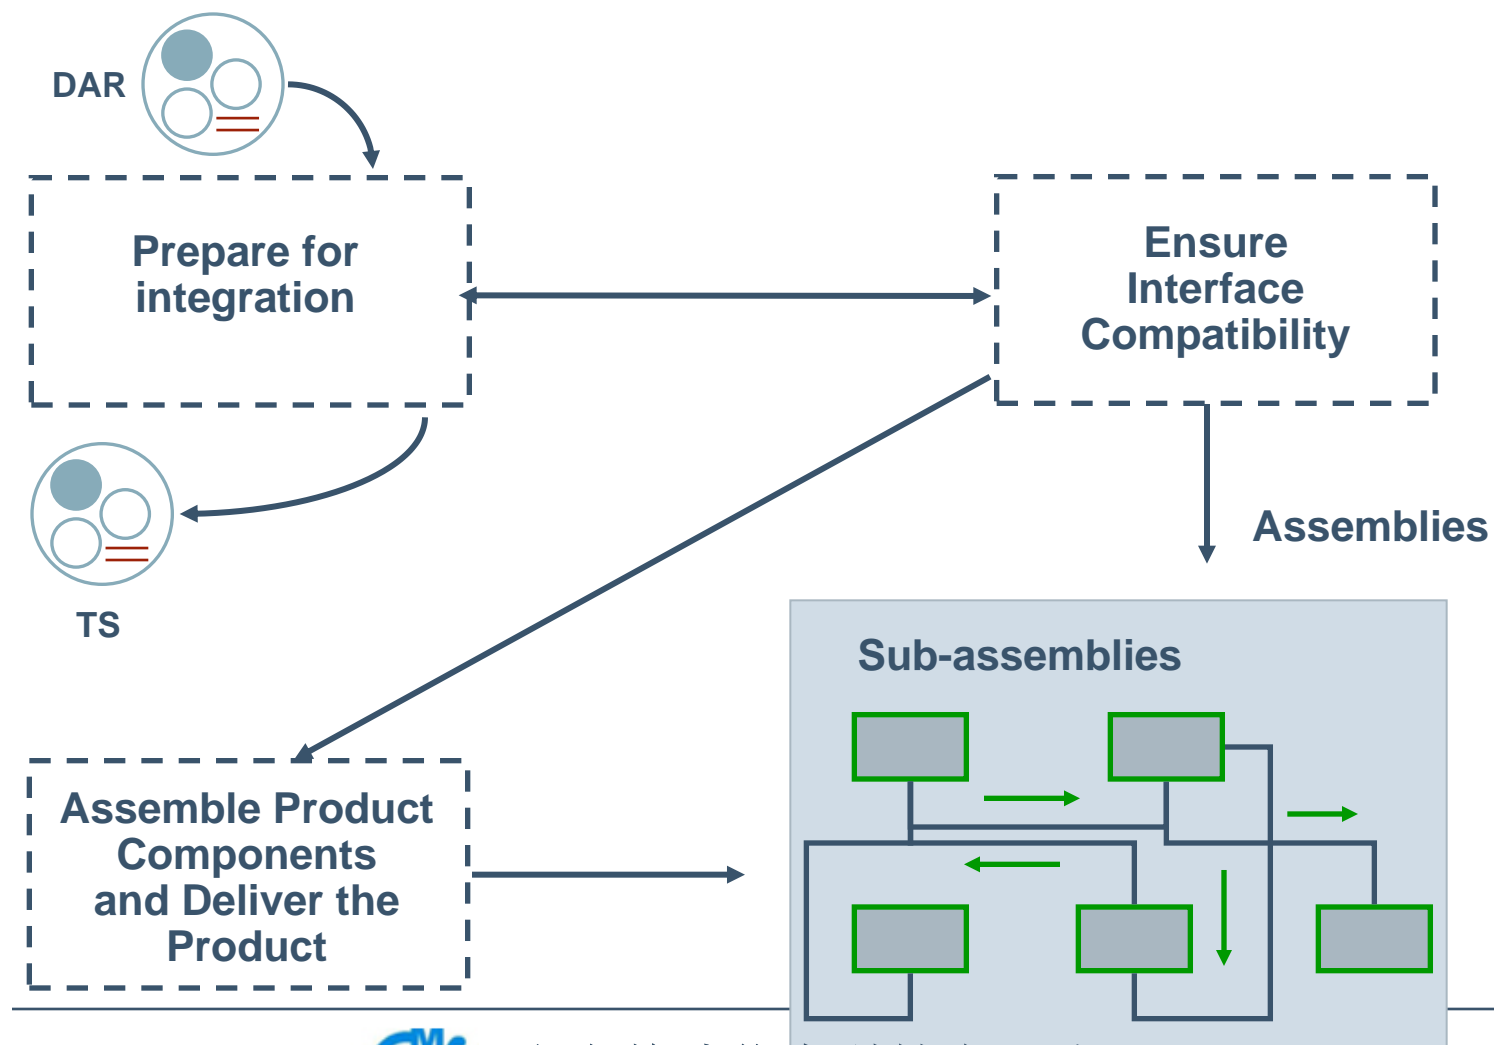 DAR
Prepare for
integration
Ensure
Interface
Compatibility
TS
Assemblies
Sub-assemblies
Assemble Product
Components
and Deliver the
Product